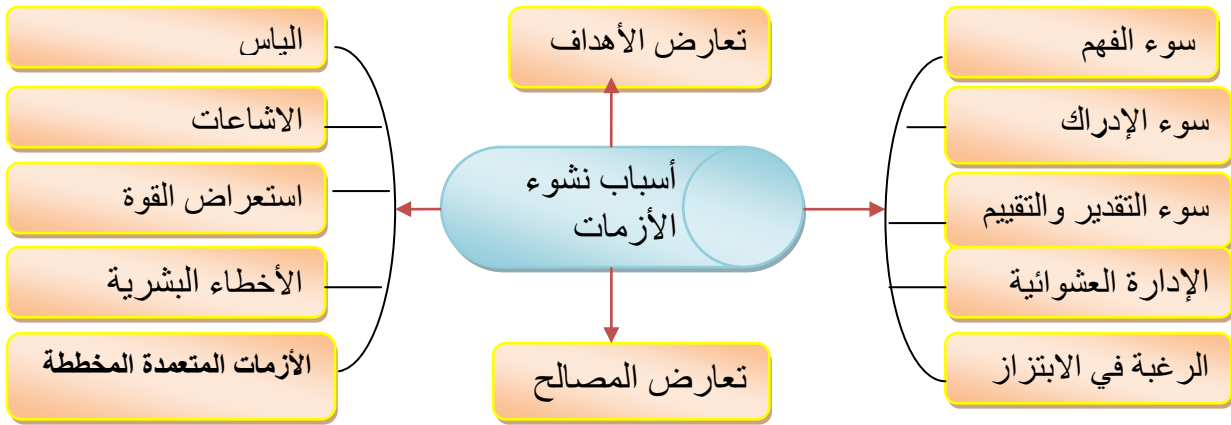 أسباب نشوء
الأزمات
سوء الفهم
سوء الإدراك
سوء التقدير والتقييم
الإدارة العشوائية
الرغبة في الابتزاز
تعارض الأهداف
تعارض المصالح
الياس
الاشاعات
استعراض القوة
الأخطاء البشرية
الأزمات المتعمدة المخططة